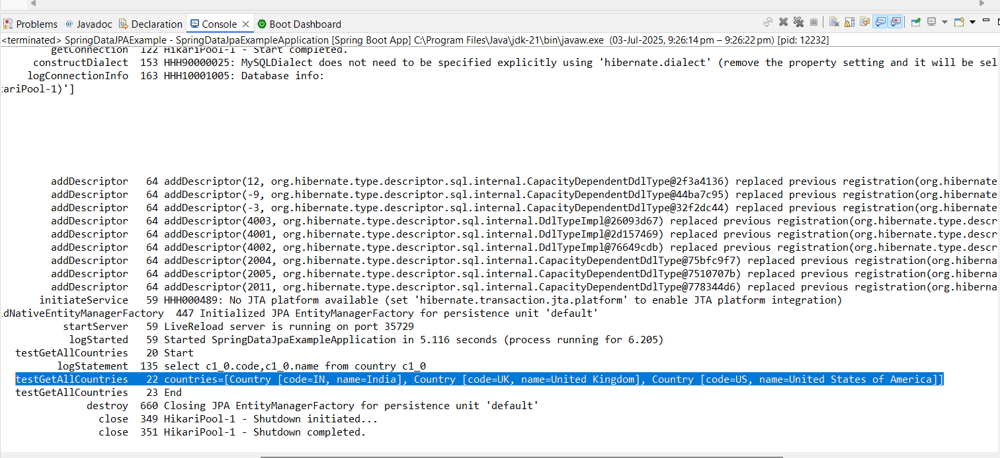 Problems @ Javadoc Declaration Console Boot Dashboard
<terminated> SpringDataJPAExample - SpringDataJpaExampleApplication [Spring Boot App] C:\Program Files\Java\jdk-21\bin\javaw.exe (03-Jul-2025, 9:26:14 pm – 9:26:22 pm) [pid: 12232]
getConnection 122 HikariPool-1 - Start completed.
constructDialect 153 HHH90000025: MySQLDialect does not need to be specified explicitly using 'hibernate.dialect' (remove the property setting and it will be sel
logConnectionInfo 163 HHH10001005: Database info:
:ariPool-1)']
addDescriptor 64 addDescriptor(12, org.hibernate.type.descriptor.sql.internal.CapacityDependentDdlType@2f3a4136) replaced previous registration(org.hibernate
addDescriptor 64 addDescriptor(-9, org.hibernate.type.descriptor.sql.internal.CapacityDependentDdlType@44ba7c95) replaced previous registration(org.hibernate
addDescriptor 64 addDescriptor(-3, org.hibernate.type.descriptor.sql.internal.CapacityDependentDdlType@32f2dc44) replaced previous registration(org.hibernate
addDescriptor 64 addDescriptor(4003, org.hibernate.type.descriptor.sql.internal.DdlTypeImpl@26093d67) replaced previous registration(org.hibernate.type.descr
addDescriptor 64 addDescriptor(4001, org.hibernate.type.descriptor.sql.internal.DdlTypeImpl@2d157469) replaced previous registration(org.hibernate.type.descr
addDescriptor 64 addDescriptor(4002, org.hibernate.type.descriptor.sql.internal.DdlTypeImpl@76649cdb) replaced previous registration(org.hibernate.type.descr
addDescriptor 64 addDescriptor(2004, org.hibernate.type.descriptor.sql.internal.CapacityDependentDdlType@75bfc9f7) replaced previous registration(org.hiberna
addDescriptor 64 addDescriptor(2005, org.hibernate.type.descriptor.sql.internal.CapacityDependentDdlType@7510707b) replaced previous registration(org.hiberna
addDescriptor 64 addDescriptor(2011, org.hibernate.type.descriptor.sql.internal.CapacityDependentDdlType@778344d6) replaced previous registration(org.hiberna
initiateService 59 HHH000489: No JTA platform available (set 'hibernate.transaction.jta.platform' to enable JTA platform integration)
.dNativeEntityManagerFactory 447 Initialized JPA EntityManagerFactory for persistence unit 'default'
startServer 59 LiveReload server is running on port 35729
logStarted 59 Started SpringDataJpaExampleApplication in 5.116 seconds (process running for 6.205)
testGetAllCountries 20 Start
logStatement 135 select c1_0.code,c1_0.name from country c1_0
testGetAllCountries 22 countries=[Country [code=IN, name=India], Country [code=UK, name=United Kingdom], Country [code=US, name=United States of America]]
testGetAllCountries 23 End
destroy 660 Closing JPA EntityManagerFactory for persistence unit 'default'
close 349 HikariPool-1 - Shutdown initiated...
close 351 HikariPool-1 - Shutdown completed.